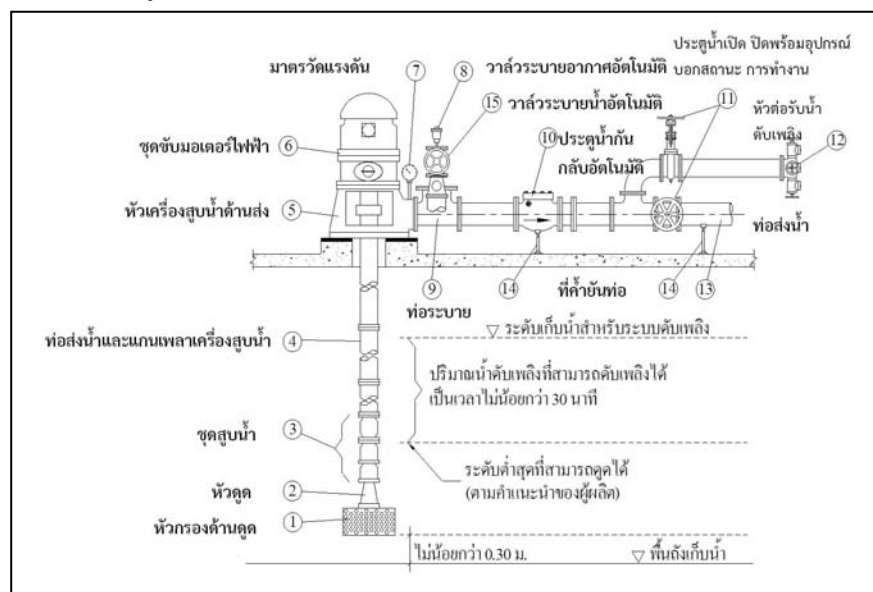 ประตูน้ำเปิด ปิดพร้อมอุปกรณ์
มาตรวัดแรงดัน
7
8
วาล์วระบายอากาศอัตโนมัติ
บอกสถานะ การทำงาน
15
วาล์วระบายน้ำอัตโนมัติ
11
หัวต่อรับน้ำ
ดับเพลิง
12
10
ประตูน้ำกัน
กลับอัตโนมัติ
ชุดขับมอเตอร์ไฟฟ้า
6
หัวเครื่องสูบน้ำด้านส่ง
5
ท่อส่งน้ำ
9
14
ที่ค้ำยันท่อ
14
13
ท่อระบาย
ระดับเก็บน้ำสำหรับระบบดับเพลิง
ท่อส่งน้ำและแกนเพลาเครื่องสูบน้ำ
4
ปริมาณน้ำดับเพลิงที่สามารถดับเพลิงได้
เป็นเวลาไม่น้อยกว่า 30 นาที
ชุดสูบน้ำ
3
ระดับต่ำสุดที่สามารถดูดได้
(ตามคำแนะนำของผู้ผลิต)
หัวดูด
2
หัวกรองด้านดูด
1
ไม่น้อยกว่า 0.30 ม.
พื้นถังเก็บน้ำ